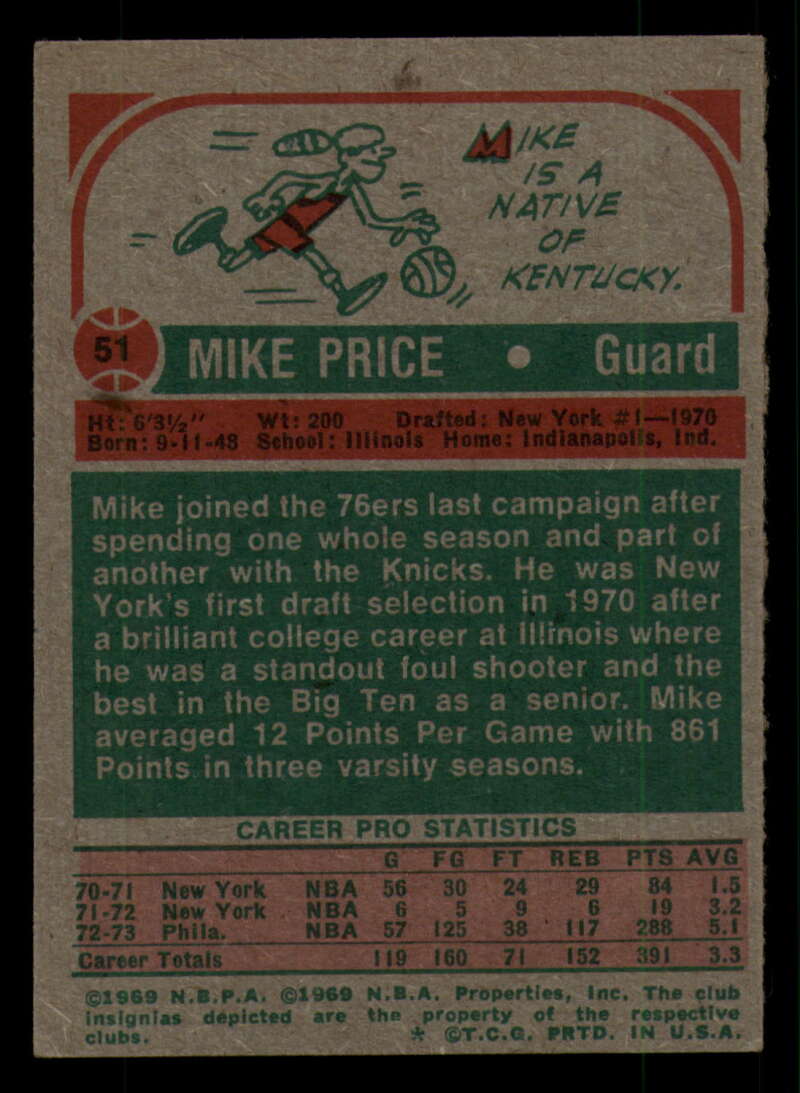 MIKE
IS A
NATIVE
OF
KENTUCKY.
51 MIKE PRICE • Guard
Ht: 6'3½" Wt: 200 Drafted: New York #1—1970
Born: 9-11-48 School: Illinois Home: Indianapolis, Ind.
Mike joined the 76ers last campaign after
spending one whole season and part of
another with the Knicks. He was New
York's first draft selection in 1970 after
a brilliant college career at Illinois where
he was a standout foul shooter and the
best in the Big Ten as a senior. Mike
averaged 12 Points Per Game with 861
Points in three varsity seasons.
CAREER PRO STATISTICS
G FG FT REB PTS AVG
70-71 New York NBA 56 30 24 29 84 1.5
71-72 New York NBA 6 5 9 6 19 3.2
72-73 Phila. NBA 57 125 38 117 288 5.1
Career Totals 119 160 71 152 391 3.3
©1969 N.B.P.A. ©1969 N.B.A. Properties, Inc. The club
insignias depicted are the property of the respective
clubs. * ©T.C.G. PRTD. IN U.S.A.